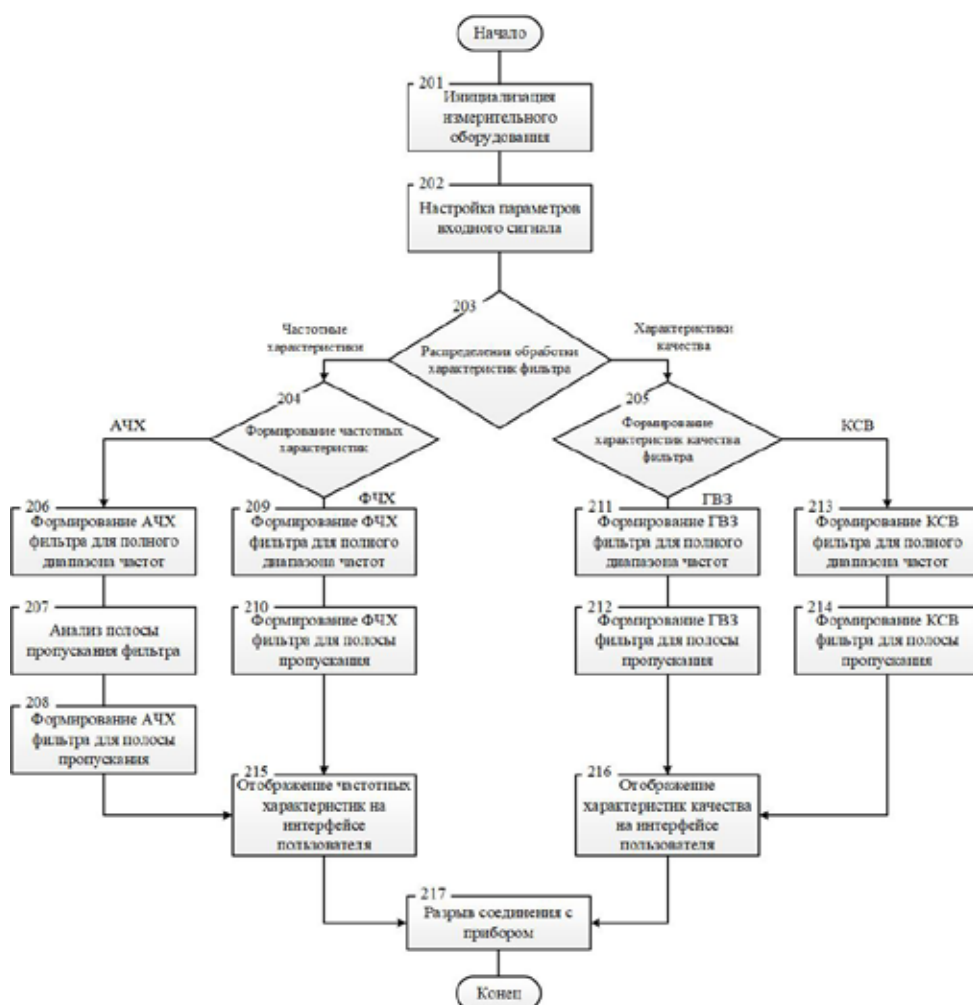 Начало
201
Инициализация
измерительного
оборудования
202
Настройка параметров
входного сигнала
203
Распределения обработки
характеристик фильтра
Частотные
характеристики
Характеристики
качества
204
Формирование частотных
характеристик
205
Формирование
характеристик качества
фильтра
АЧХ
ФЧХ
ГВЗ
КСВ
206
Формирование АЧХ
фильтра для полного
диапазона частот
209
Формирование ФЧХ
фильтра для полного
диапазона частот
211
Формирование ГВЗ
фильтра для полного
диапазона частот
213
Формирование КСВ
фильтра для полного
диапазона частот
207
Анализ полосы
пропускания фильтра
210
Формирование ФЧХ
фильтра для полосы
пропускания
212
Формирование ГВЗ
фильтра для полосы
пропускания
214
Формирование КСВ
фильтра для полосы
пропускания
208
Формирование АЧХ
фильтра для полосы
пропускания
215
Отображение частотных
характеристик на
интерфейсе
пользователя
216
Отображение
характеристик качества
на интерфейсе
пользователя
217
Разрыв соединения с
прибором
Конец